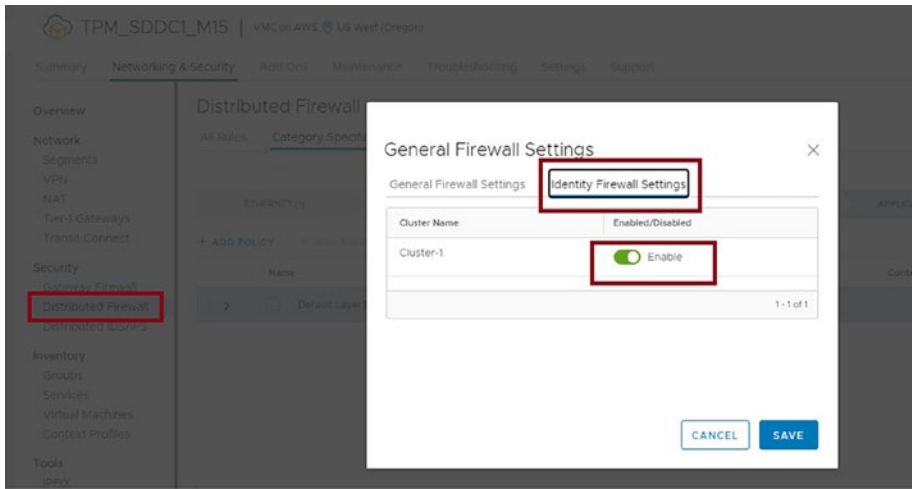 TPM_SDDC1_M15 | VMC on AWS US West (Oregon)
Summary Networking & Security Add Ons Maintenance Troubleshooting Settings Support
Overview
Network
Segments
VPN
NAT
Tier-1 Gateways
Transit Connect
Security
Gateway Firewall
Distributed Firewall
Distributed IDS/IPS
Inventory
Groups
Services
Virtual Machines
Context Profiles
Tools
IPFIX
Distributed Firewall
All Rules Category Specifi
ETHERNET (1)
APPLIC
+ ADD POLICY
Name
Conte
Default Layer3
General Firewall Settings
General Firewall Settings Identity Firewall Settings
Cluster Name Enabled/Disabled
Cluster-1 Enable
1 - 1 of 1
CANCEL SAVE